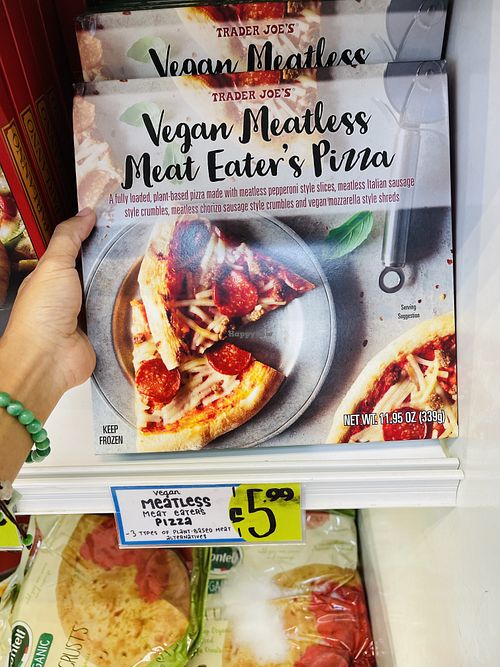 TRADER JOE'S
Vegan Meatless
TRADER JOE'S
Vegan Meatless
Meat Eater's Pizza
A fully loaded, plant-based pizza made with meatless pepperoni style slices, meatless Italian sausage
style crumbles, meatless chorizo sausage style crumbles and vegan mozzarella style shreds
Serving
Suggestion
KEEP
FROZEN
NET WT. 11.95 OZ (339g)
Vegan
MEATLESS
MEAT EATER'S
PIZZA
-3 TYPES OF PLANT-BASED MEAT
ALTERNATIVES
$5.99
ORGANIC
CRUSTS